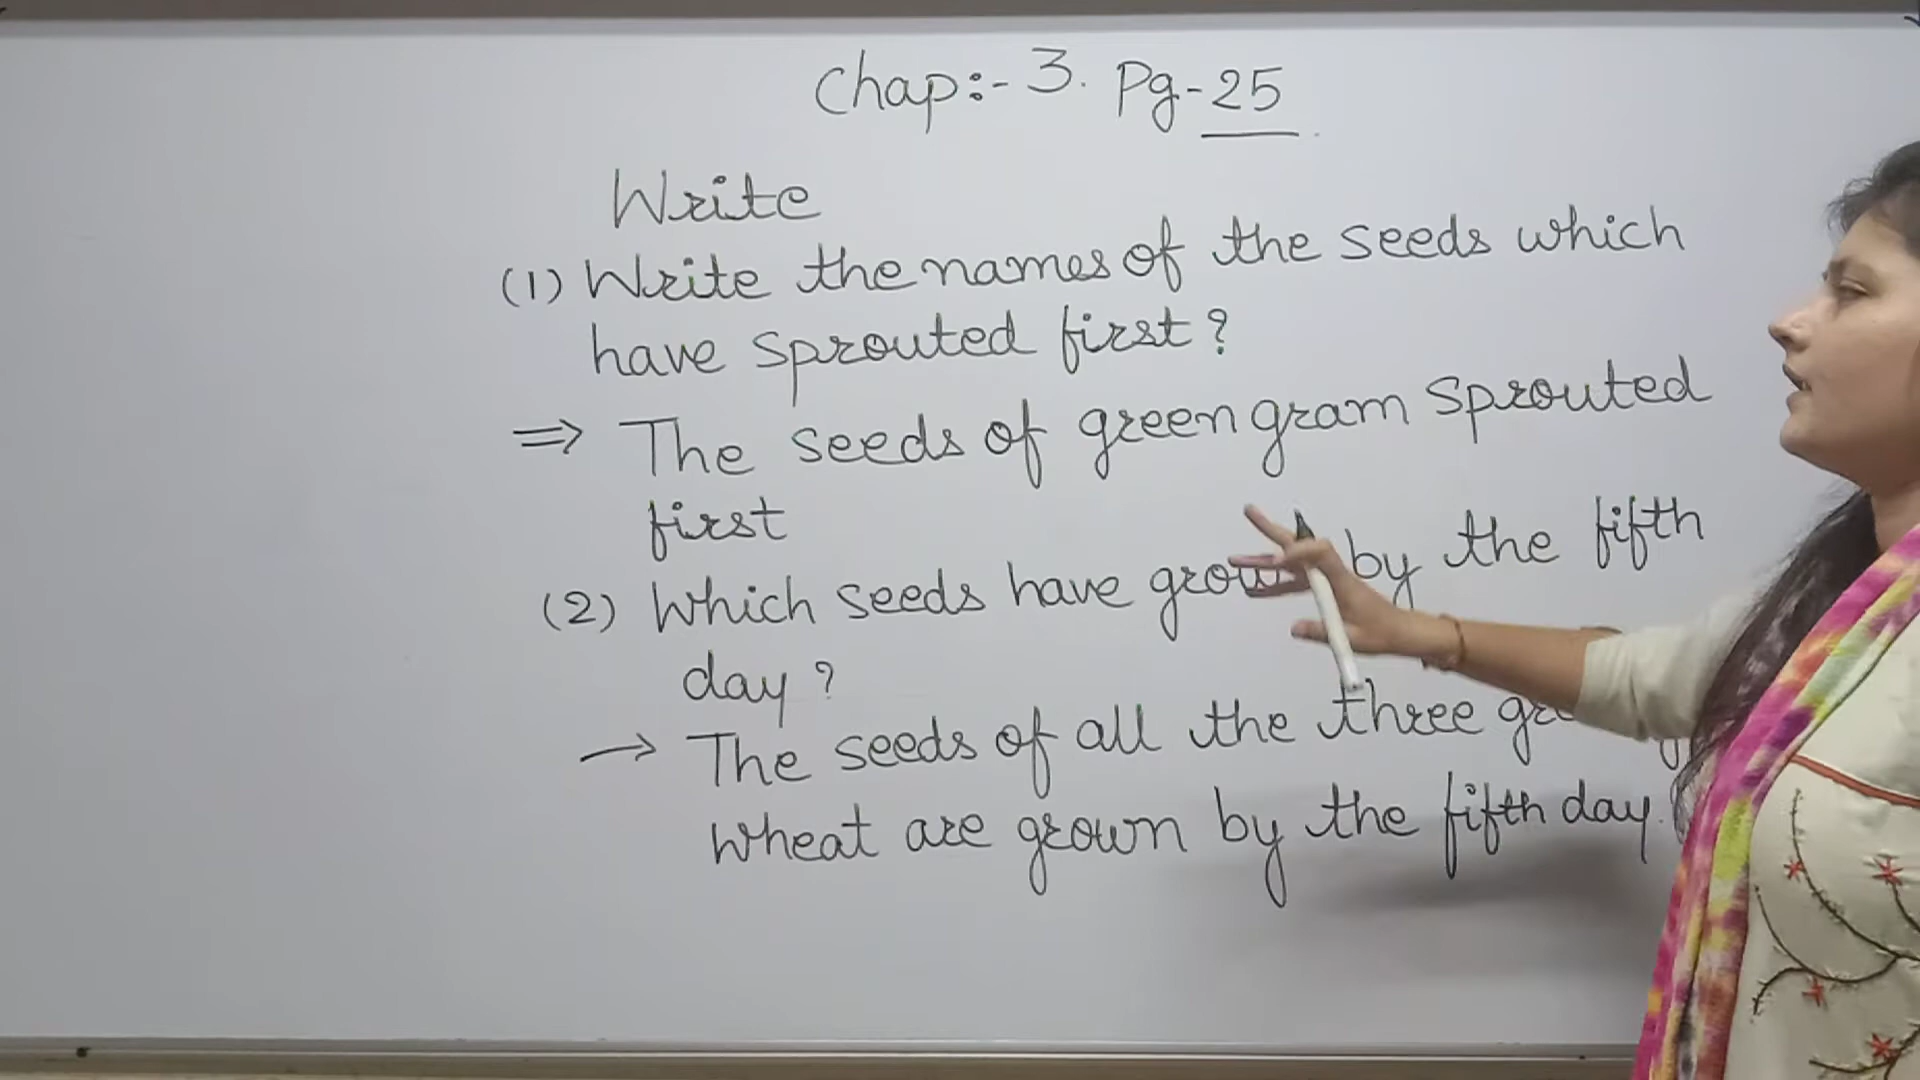 Chap:- 3. Pg-25
Write
(1) Write the names of the seeds which
have sprouted first?
⇒ The seeds of green gram sprouted
first
(2) Which seeds have grown by the fifth
day?
→ The seeds of all the three
wheat are grown by the fifth day.